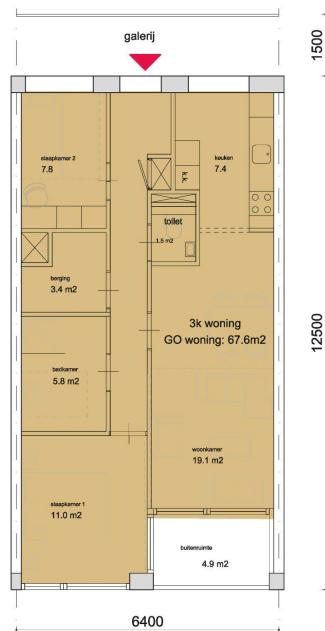 galerij
1500
slaapkamer 2
7.8
keuken
7.4
k.k.
toilet
1.5 m2
berging
3.4 m2
12500
3k woning
GO woning: 67.6m2
badkamer
5.8 m2
woonkamer
19.1 m2
slaapkamer 1
11.0 m2
buitenruimte
4.9 m2
6400